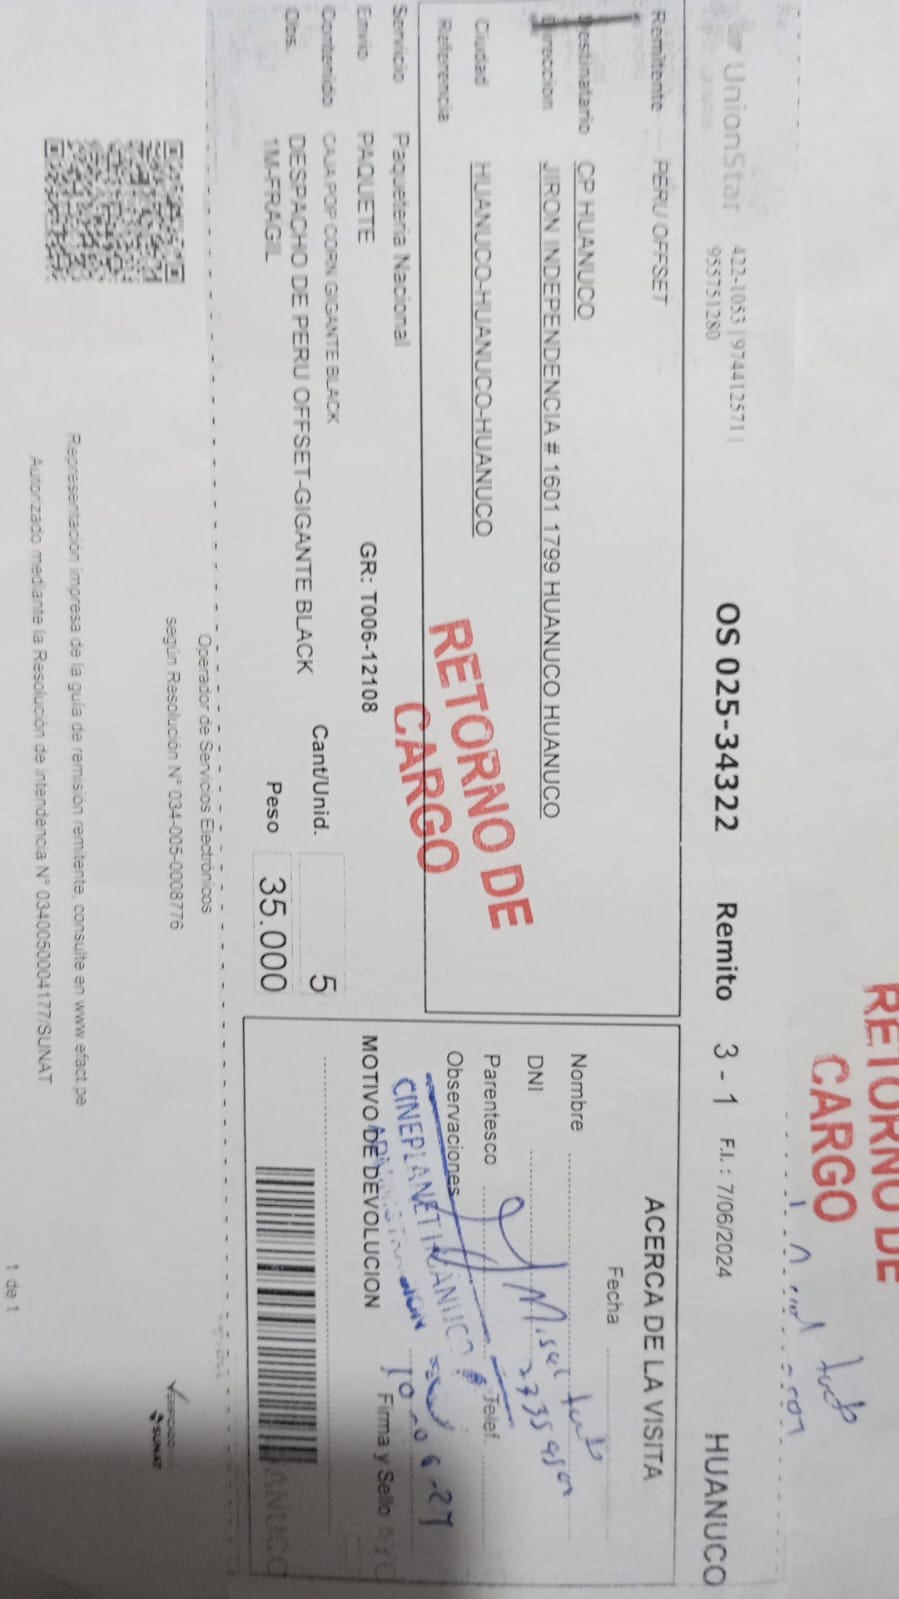 UnionStar
422-1053 | 974412571 |
955751280
OS 025-34322 Remito 3 - 1 F.I. : 7/06/2024 HUANUCO
RETORNO DE
CARGO
Remitente PERU OFFSET
Destinatario CP HUANUCO
Direccion JIRON INDEPENDENCIA # 1601 1799 HUANUCO HUANUCO
Ciudad HUANUCO-HUANUCO-HUANUCO-HUANUCO
Referencia
RETORNO DE
CARGO
Servicio Paqueteria Nacional
Envio PAQUETE GR: T006-12108
Contenido CAJA POP CORN GIGANTE BLACK Cant/Unid. 5
Obs. DESPACHO DE PERU OFFSET-GIGANTE BLACK
1M-FRAGIL Peso 35.000
ACERCA DE LA VISITA
Fecha
Nombre
DNI
Parentesco Telef.
Observaciones
CINEPLANET HUANUCO
MOTIVO DE DEVOLUCION Firma y Sello
Operador de Servicios Electrónicos
según Resolución N° 034-005-0008776
Representación impresa de la guía de remisión remitente, consulte en www.efact.pe
Autorizado mediante la Resolución de intendencia N° 0340050004177/SUNAT
SUNAT
1 de 1